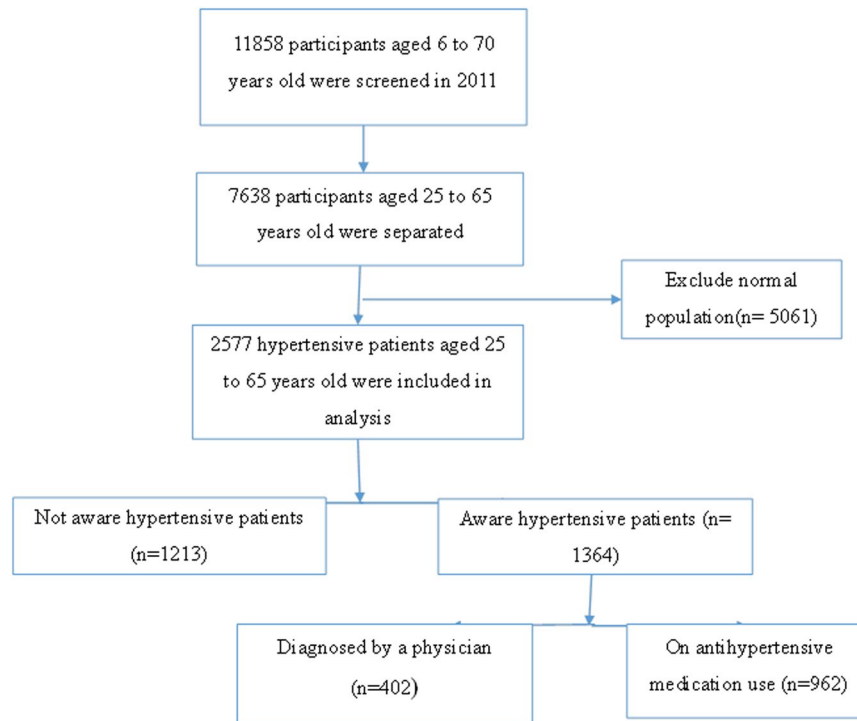 11858 participants aged 6 to 70
years old were screened in 2011
7638 participants aged 25 to 65
years old were separated
Exclude normal
population(n= 5061)
2577 hypertensive patients aged 25
to 65 years old were included in
analysis
Not aware hypertensive patients
(n=1213)
Aware hypertensive patients (n=
1364)
Diagnosed by a physician
(n=402)
On antihypertensive
medication use (n=962)